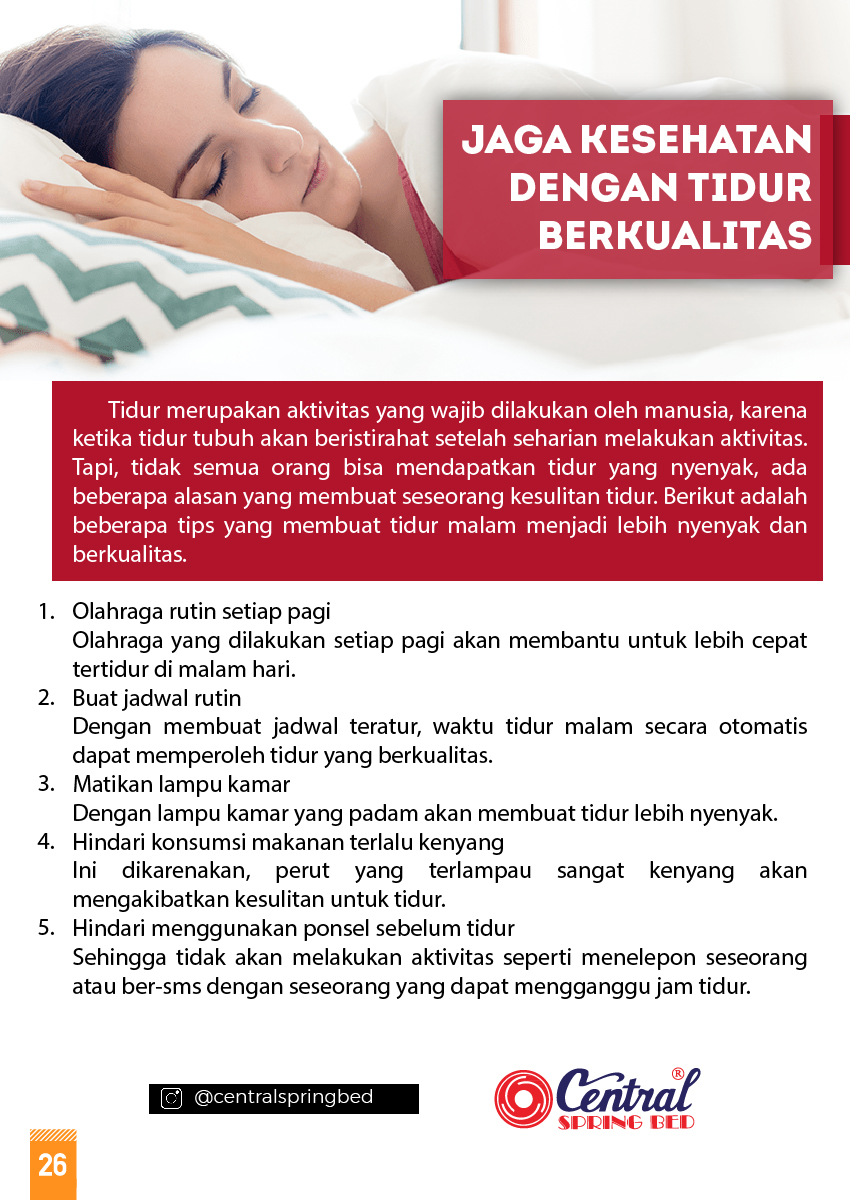 JAGA KESEHATAN
DENGAN TIDUR
BERKUALITAS
Tidur merupakan aktivitas yang wajib dilakukan oleh manusia, karena
ketika tidur tubuh akan beristirahat setelah seharian melakukan aktivitas.
Tapi, tidak semua orang bisa mendapatkan tidur yang nyenyak, ada
beberapa alasan yang membuat seseorang kesulitan tidur. Berikut adalah
beberapa tips yang membuat tidur malam menjadi lebih nyenyak dan
berkualitas.
1. Olahraga rutin setiap pagi
Olahraga yang dilakukan setiap pagi akan membantu untuk lebih cepat
tertidur di malam hari.
2. Buat jadwal rutin
Dengan membuat jadwal teratur, waktu tidur malam secara otomatis
dapat memperoleh tidur yang berkualitas.
3. Matikan lampu kamar
Dengan lampu kamar yang padam akan membuat tidur lebih nyenyak.
4. Hindari konsumsi makanan terlalu kenyang
Ini dikarenakan, perut yang terlampau sangat kenyang akan
mengakibatkan kesulitan untuk tidur.
5. Hindari menggunakan ponsel sebelum tidur
Sehingga tidak akan melakukan aktivitas seperti menelepon seseorang
atau ber-sms dengan seseorang yang dapat mengganggu jam tidur.
@centralspringbed
Central®
SPRING BED
26